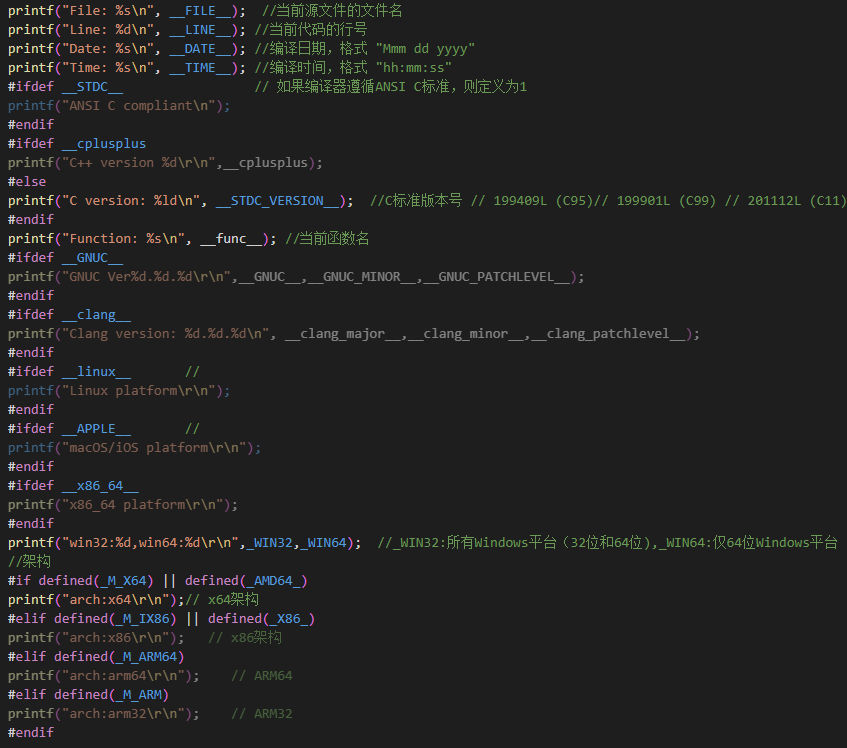 printf("File: %s\n", __FILE__);  //当前源文件的文件名
printf("Line: %d\n", __LINE__); //当前代码的行号
printf("Date: %s\n", __DATE__); //编译日期，格式 "Mmm dd yyyy"
printf("Time: %s\n", __TIME__); //编译时间，格式 "hh:mm:ss"
#ifdef __STDC__                 // 如果编译器遵循ANSI C标准，则定义为1
printf("ANSI C compliant\n");
#endif
#ifdef __cplusplus
printf("C++ version %d\r\n",__cplusplus);
#else
printf("C version: %ld\n", __STDC_VERSION__);  //C标准版本号 // 199409L (C95)// 199901L (C99) // 201112L (C11)
#endif
printf("Function: %s\n", __func__); //当前函数名
#ifdef __GNUC__
printf("GNUC Ver%d.%d.%d\r\n",__GNUC__,__GNUC_MINOR__,__GNUC_PATCHLEVEL__);
#endif
#ifdef __clang__
printf("Clang version: %d.%d.%d\n", __clang_major__,__clang_minor__,__clang_patchlevel__);
#endif
#ifdef __linux__       //
printf("Linux platform\r\n");
#endif
#ifdef __APPLE__       //
printf("macOS/iOS platform\r\n");
#endif
#ifdef __x86_64__
printf("x86_64 platform\r\n");
#endif
printf("win32:%d,win64:%d\r\n",_WIN32,_WIN64);  //_WIN32:所有Windows平台（32位和64位),_WIN64:仅64位Windows平台
//架构
#if defined(_M_X64) || defined(_AMD64_)
printf("arch:x64\r\n");// x64架构
#elif defined(_M_IX86) || defined(_X86_)
printf("arch:x86\r\n");   // x86架构
#elif defined(_M_ARM64)
printf("arch:arm64\r\n");    // ARM64
#elif defined(_M_ARM)
printf("arch:arm32\r\n");    // ARM32
#endif